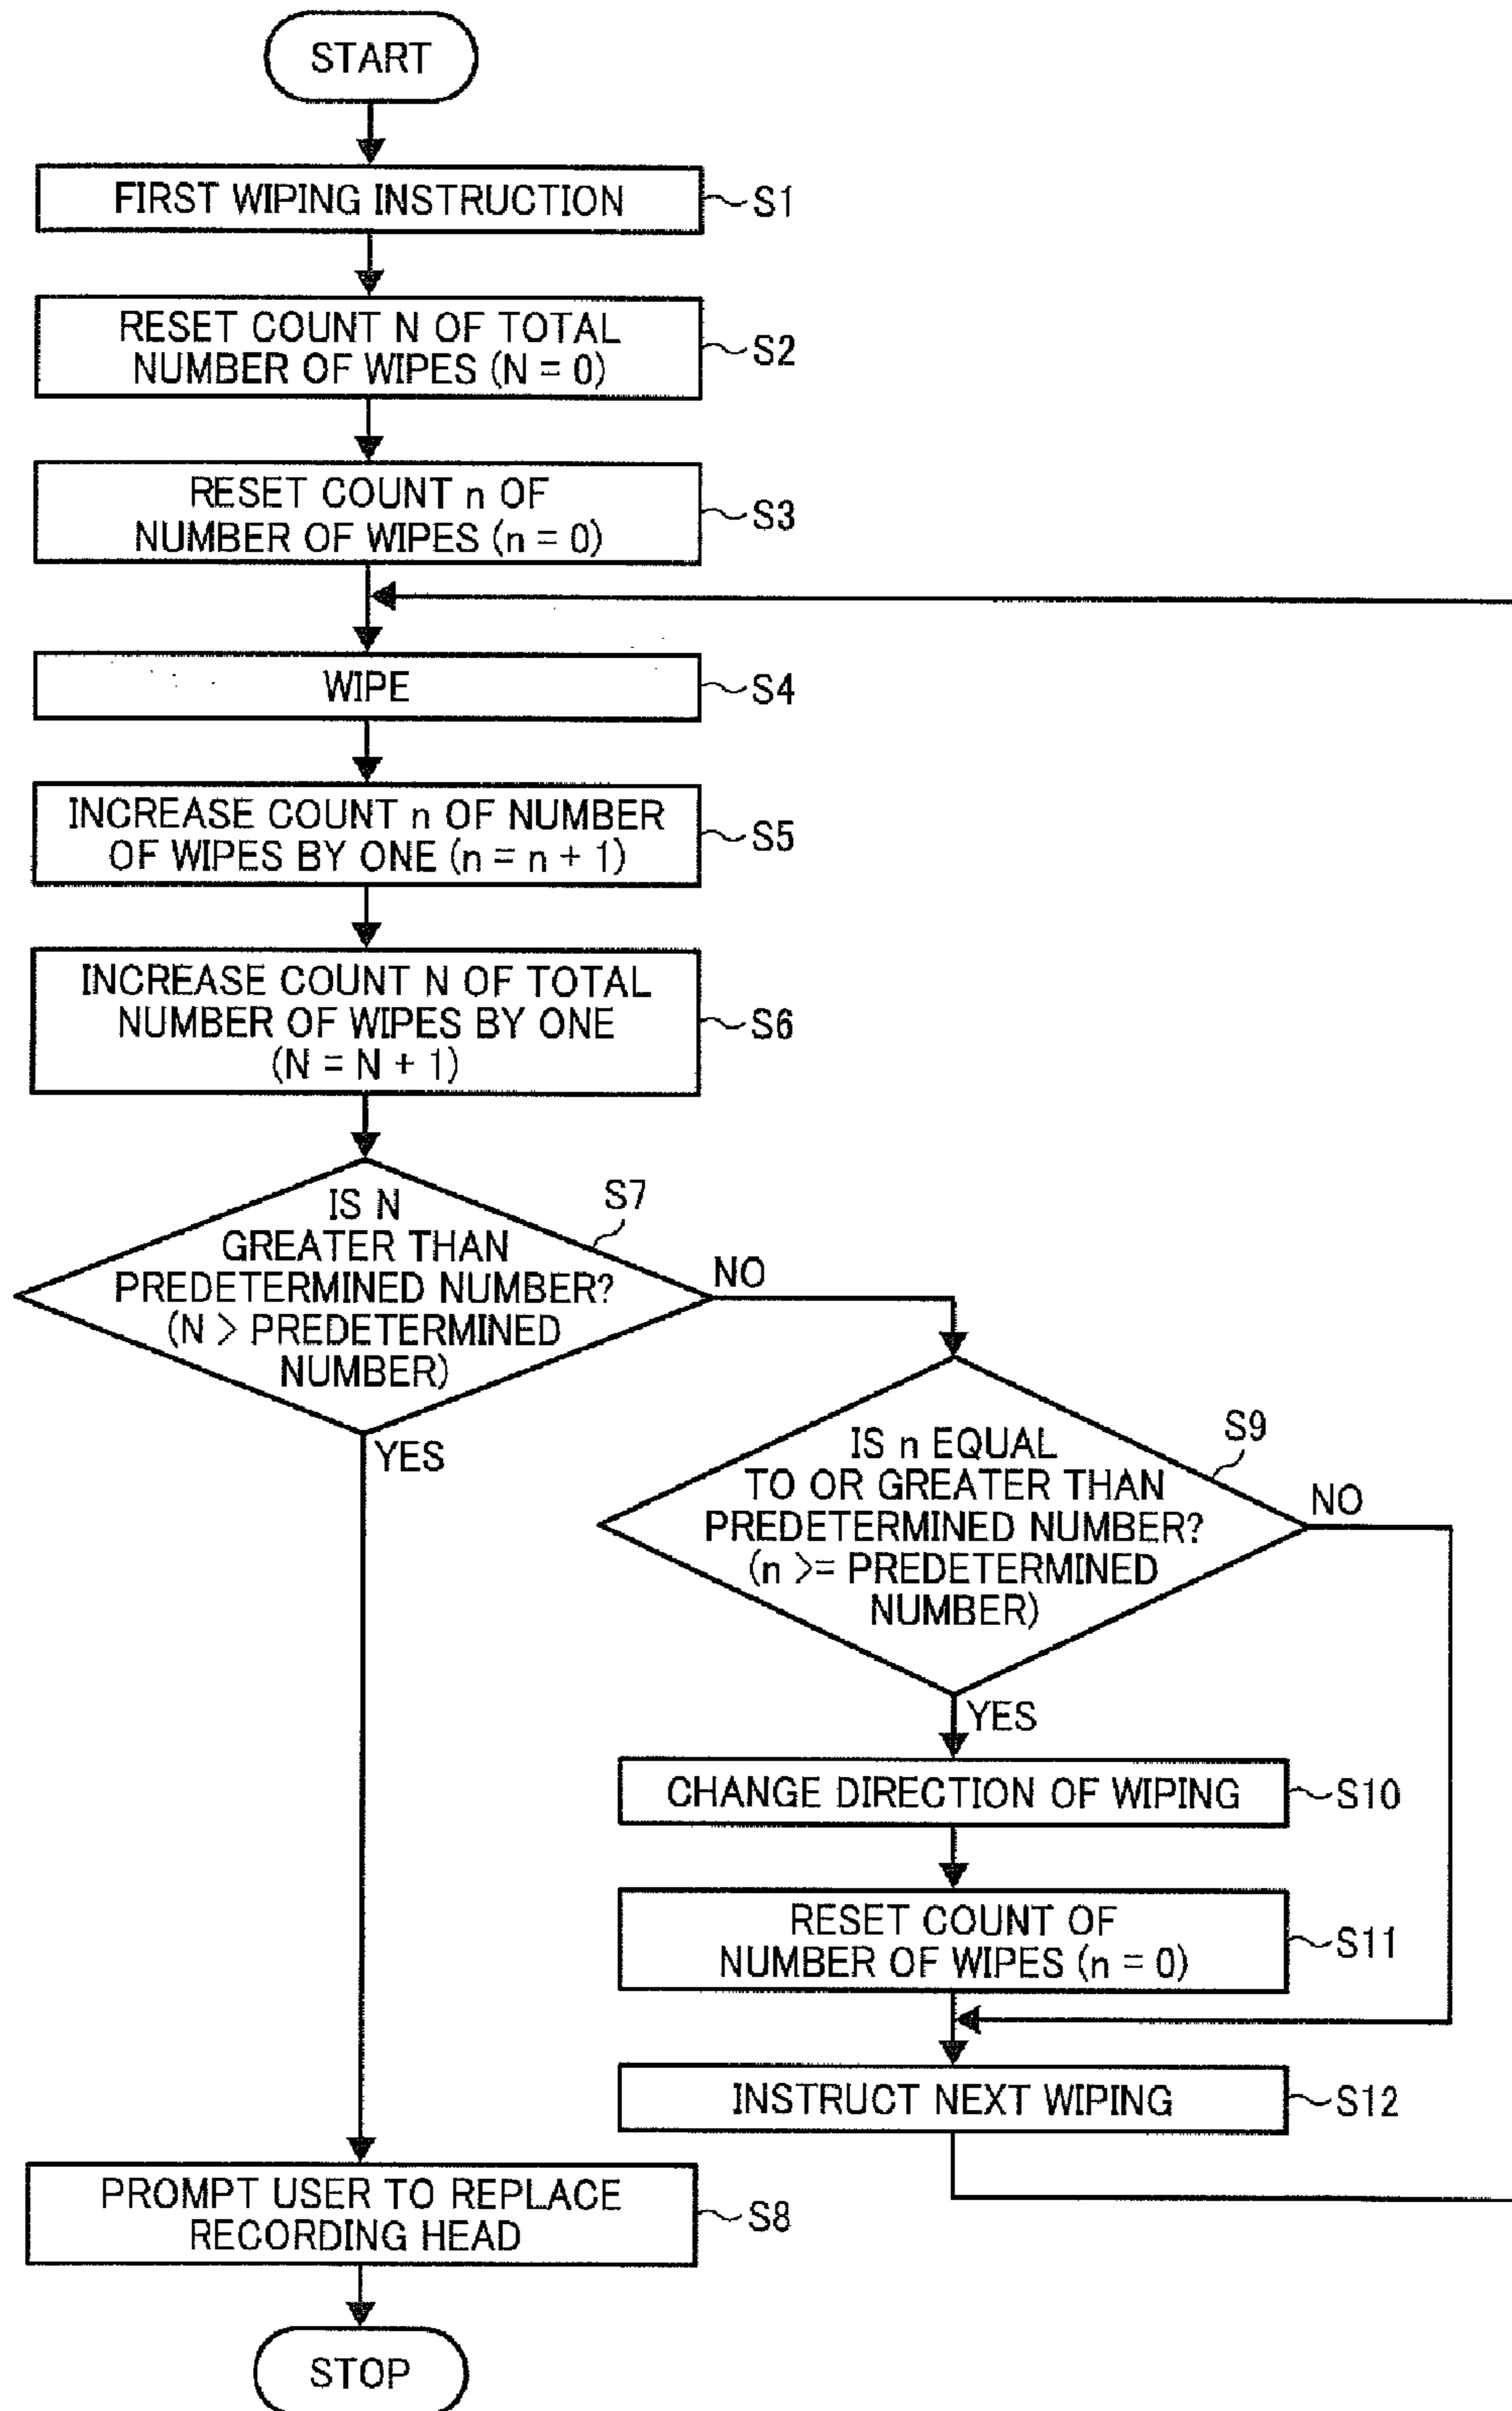 START
FIRST WIPING INSTRUCTION
S1
RESET COUNT N OF TOTAL
NUMBER OF WIPES (N = 0)
S2
RESET COUNT n OF
NUMBER OF WIPES (n = 0)
S3
WIPE
S4
INCREASE COUNT n OF NUMBER
OF WIPES BY ONE (n = n + 1)
S5
INCREASE COUNT N OF TOTAL
NUMBER OF WIPES BY ONE
(N = N + 1)
S6
IS N
GREATER THAN
PREDETERMINED NUMBER?
(N > PREDETERMINED
NUMBER)
S7
NO
YES
IS n EQUAL
TO OR GREATER THAN
PREDETERMINED NUMBER?
(n >= PREDETERMINED
NUMBER)
S9
NO
YES
CHANGE DIRECTION OF WIPING
S10
RESET COUNT OF
NUMBER OF WIPES (n = 0)
S11
INSTRUCT NEXT WIPING
S12
PROMPT USER TO REPLACE
RECORDING HEAD
S8
STOP